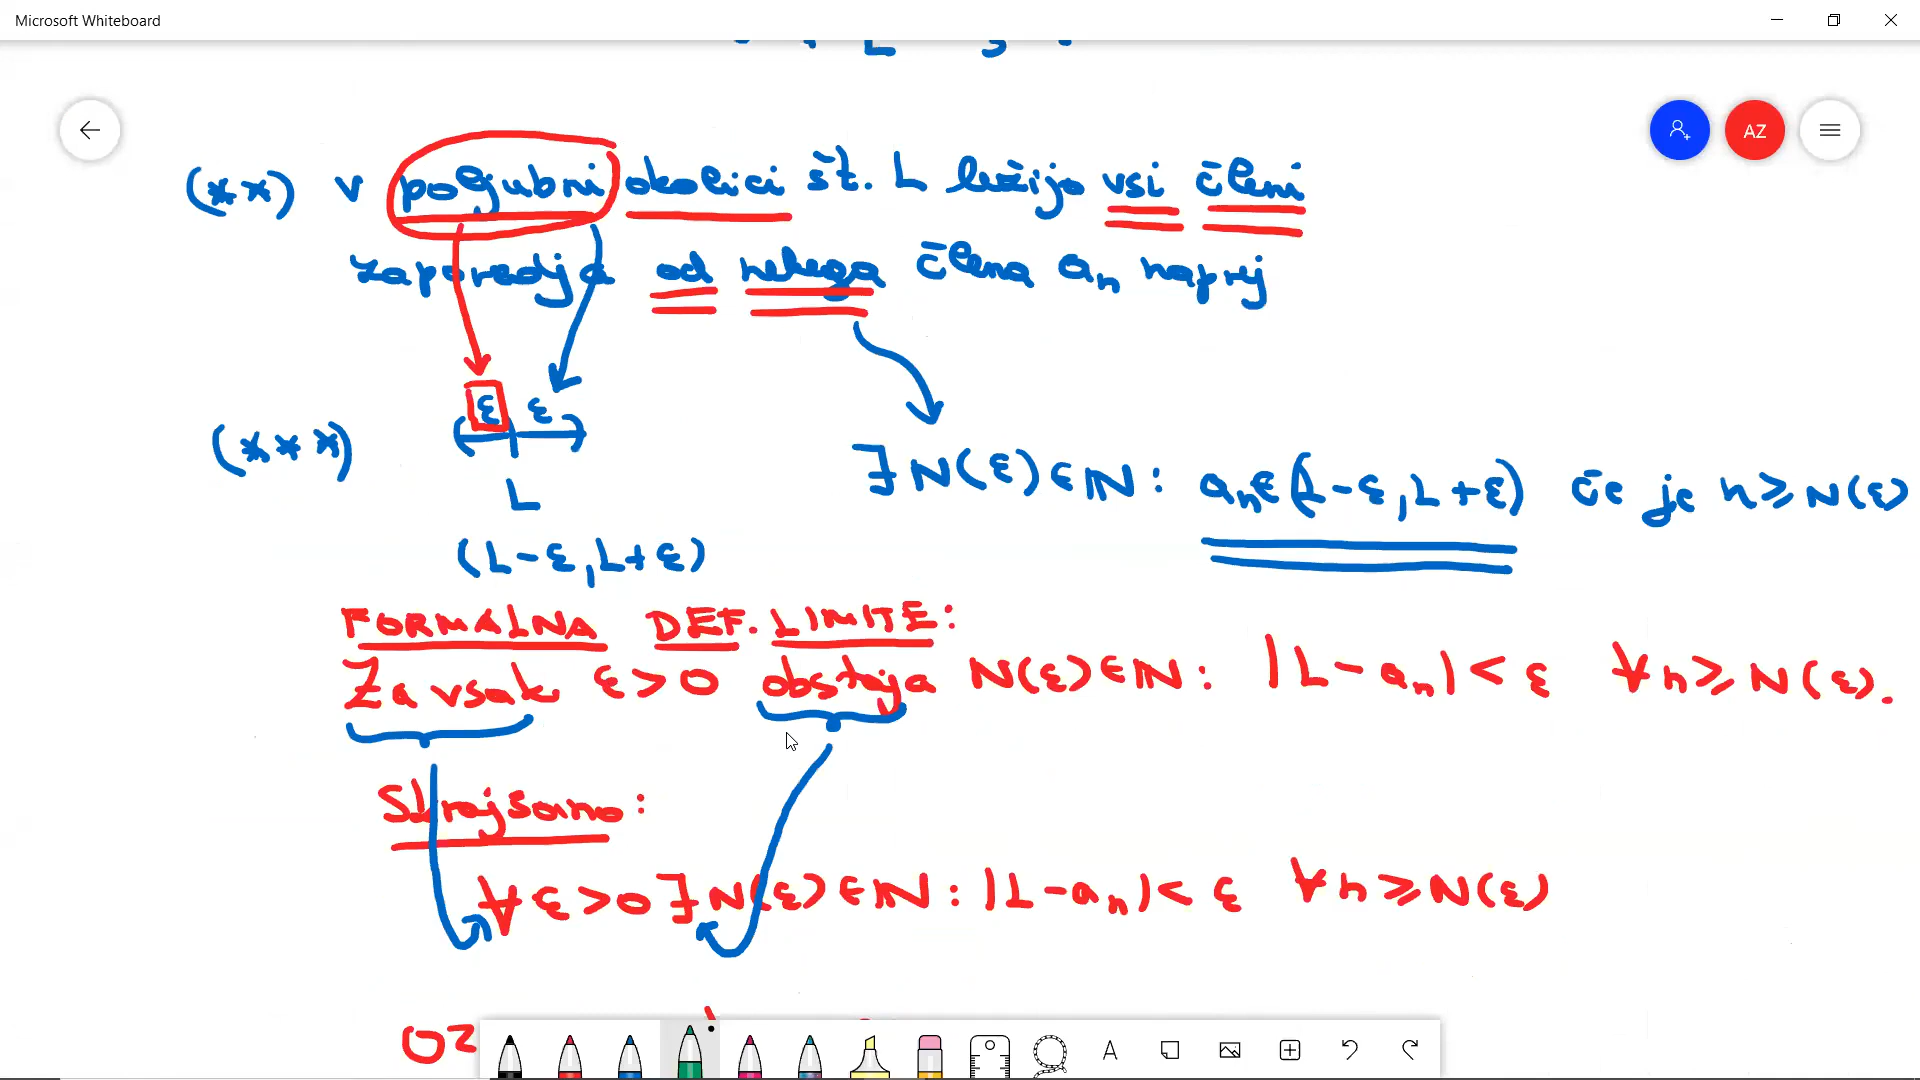 Microsoft Whiteboard
AZ
(**) v poljubni okolici št. L ležijo vsi členi
zaporedja od nekega člena aₙ naprej
ε ε
(***)
L
∃ N(ε)∈ℕ: aₙ∈(L-ε,L+ε) če je n≥N(ε)
(L-ε,L+ε)
FORMALNA DEF. LIMITE:
Za vsak ε>0 obstaja N(ε)∈ℕ: |L-aₙ|<ε ∀n≥N(ε).
Skrajšano:
∀ε>0 ∃N(ε)∈ℕ: |L-aₙ|<ε ∀n≥N(ε)
OZ